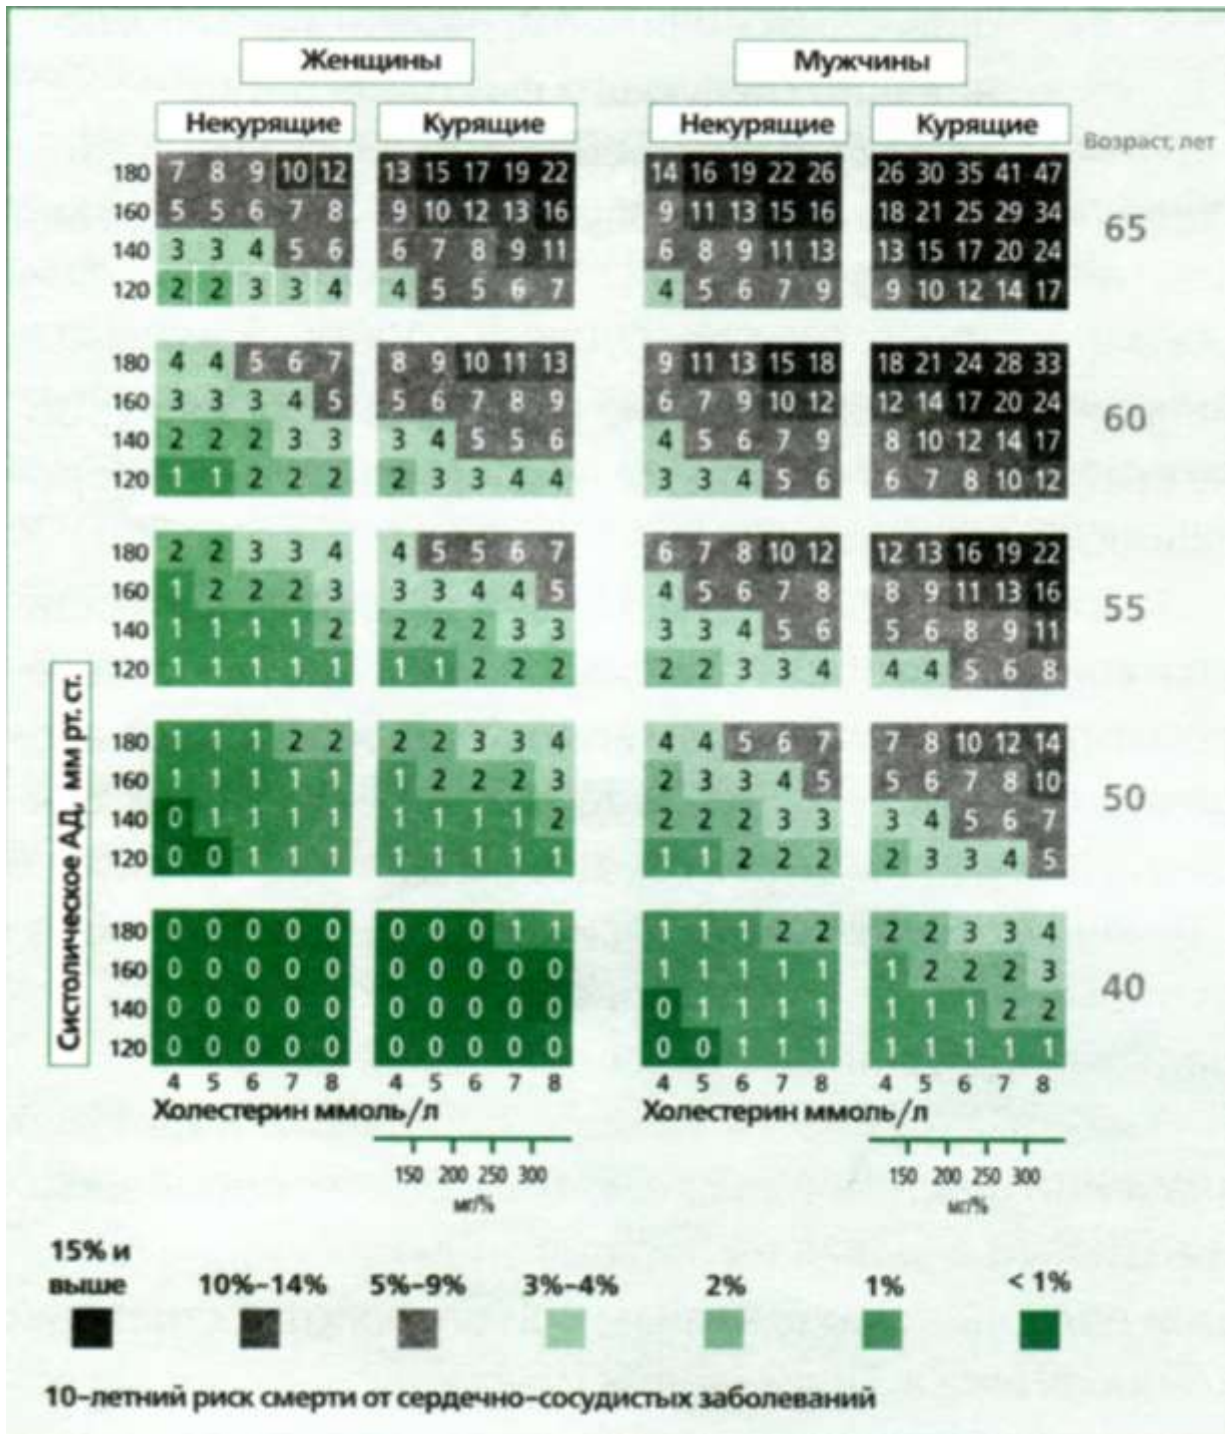 Женщины Мужчины
Некурящие Курящие Некурящие Курящие Возраст, лет
180 7 8 9 10 12 13 15 17 19 22 14 16 19 22 26 26 30 35 41 47
160 5 5 6 7 8 9 10 12 13 16 9 11 13 15 16 18 21 25 29 34
65
140 3 3 4 5 6 6 7 8 9 11 6 8 9 11 13 13 15 17 20 24
120 2 2 3 3 4 4 5 5 6 7 4 5 6 7 9 9 10 12 14 17
180 4 4 5 6 7 8 9 10 11 13 9 11 13 15 18 18 21 24 28 33
160 3 3 3 4 5 5 6 7 8 9 6 7 9 10 12 12 14 17 20 24
60
140 2 2 2 3 3 3 4 5 5 6 4 5 6 7 9 8 10 12 14 17
120 1 1 2 2 2 2 3 3 4 4 3 3 4 5 6 6 7 8 10 12
180 2 2 3 3 4 4 5 5 6 7 6 7 8 10 12 12 13 16 19 22
160 1 2 2 2 3 3 3 4 4 5 4 5 6 7 8 8 9 11 13 16
55
140 1 1 1 1 2 2 2 2 3 3 3 3 4 5 6 5 6 8 9 11
120 1 1 1 1 1 1 1 2 2 2 2 2 3 3 4 4 4 5 6 8
Систолическое АД, мм рт. ст.
180 1 1 1 2 2 2 2 3 3 4 4 4 5 6 7 7 8 10 12 14
160 1 1 1 1 1 1 2 2 2 3 2 3 3 4 5 5 6 7 8 10
50
140 0 1 1 1 1 1 1 1 1 2 2 2 2 3 3 3 4 5 6 7
120 0 0 1 1 1 1 1 1 1 1 1 1 2 2 2 2 3 3 4 5
180 0 0 0 0 0 0 0 0 1 1 1 1 1 2 2 2 2 3 3 4
160 0 0 0 0 0 0 0 0 0 0 1 1 1 1 1 1 2 2 2 3
40
140 0 0 0 0 0 0 0 0 0 0 0 1 1 1 1 1 1 1 2 2
120 0 0 0 0 0 0 0 0 0 0 0 0 1 1 1 1 1 1 1 1
4 5 6 7 8 4 5 6 7 8 4 5 6 7 8 4 5 6 7 8
Холестерин ммоль/л Холестерин ммоль/л
150 200 250 300 150 200 250 300
мг/% мг/%
15% и
выше 10%–14% 5%–9% 3%–4% 2% 1% < 1%
10–летний риск смерти от сердечно–сосудистых заболеваний